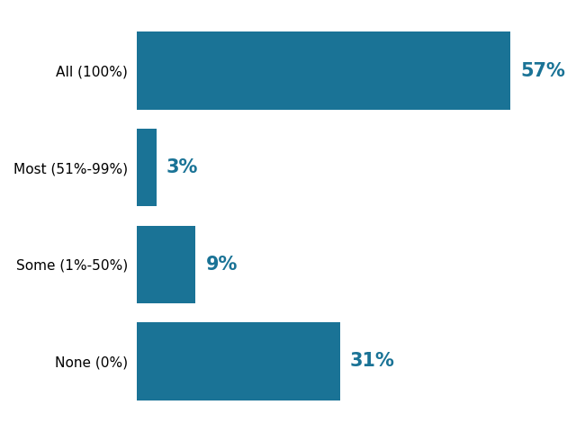 All (100%) 57%
Most (51%-99%) 3%
Some (1%-50%) 9%
None (0%) 31%